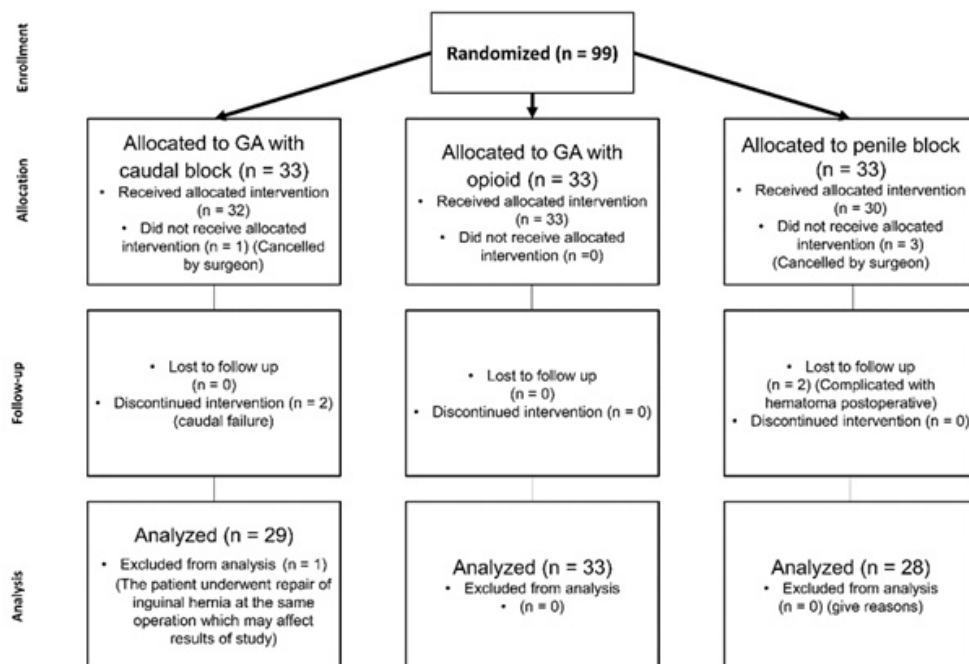 Enrollment
Randomized (n = 99)
Allocation
Allocated to GA with
caudal block (n = 33)
• Received allocated intervention
(n = 32)
• Did not receive allocated
intervention (n = 1) (Cancelled
by surgeon)
Allocated to GA with
opioid (n = 33)
• Received allocated intervention
(n = 33)
• Did not receive allocated
intervention (n =0)
Allocated to penile block
(n = 33)
• Received allocated intervention
(n = 30)
• Did not receive allocated
intervention (n = 3)
(Cancelled by surgeon)
Follow-up
• Lost to follow up
(n = 0)
• Discontinued intervention (n = 2)
(caudal failure)
• Lost to follow up
(n = 0)
• Discontinued intervention (n = 0)
• Lost to follow up
(n = 2) (Complicated with
hematoma postoperative)
• Discontinued intervention (n = 0)
Analysis
Analyzed (n = 29)
• Excluded from analysis (n = 1)
(The patient underwent repair of
inguinal hernia at the same
operation which may affect
results of study)
Analyzed (n = 33)
• Excluded from analysis
• (n = 0)
Analyzed (n = 28)
• Excluded from analysis
(n = 0) (give reasons)